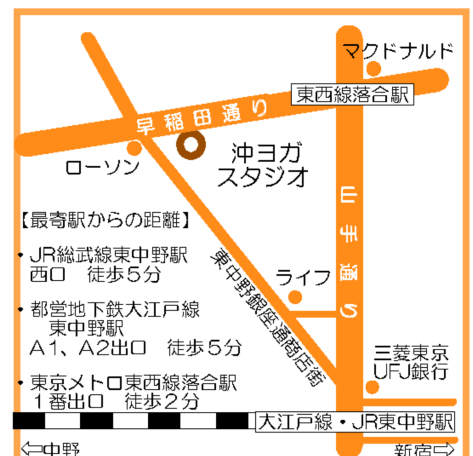 マクドナルド
東西線落合駅
早稲田通り
ローソン
沖ヨガ
スタジオ
山手通り
【最寄駅からの距離】
・JR総武線東中野駅
西口 徒歩5分
・都営地下鉄大江戸線
東中野駅
A1、A2出口 徒歩5分
・東京メトロ東西線落合駅
1番出口 徒歩2分
東中野銀座通商店街
ライフ
三菱東京
UFJ銀行
大江戸線・JR東中野駅
⇦中野
新宿⇨